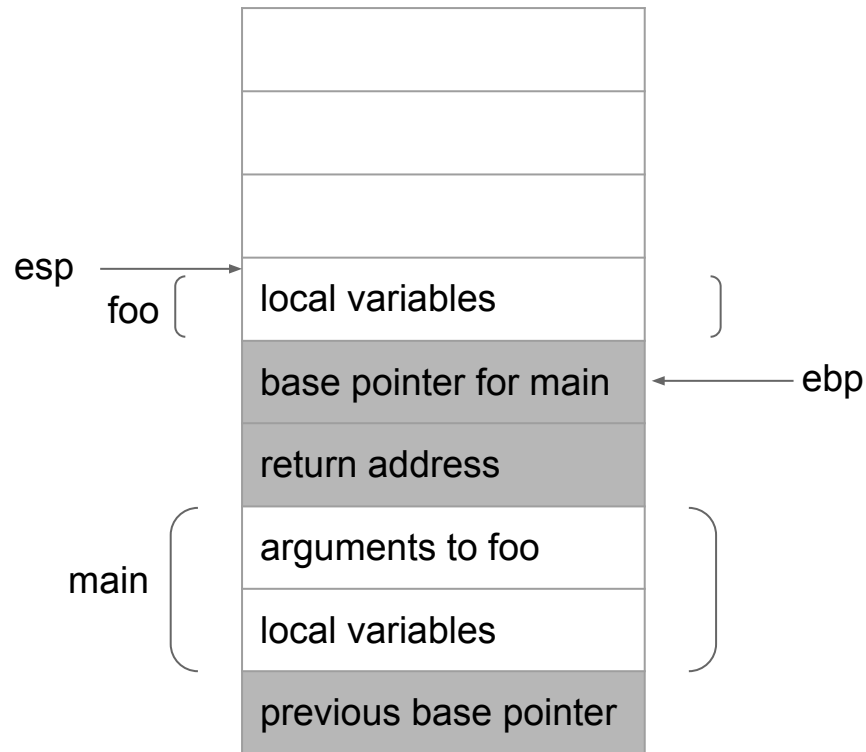 esp
local variables
foo
base pointer for main
ebp
return address
arguments to foo
main
local variables
previous base pointer